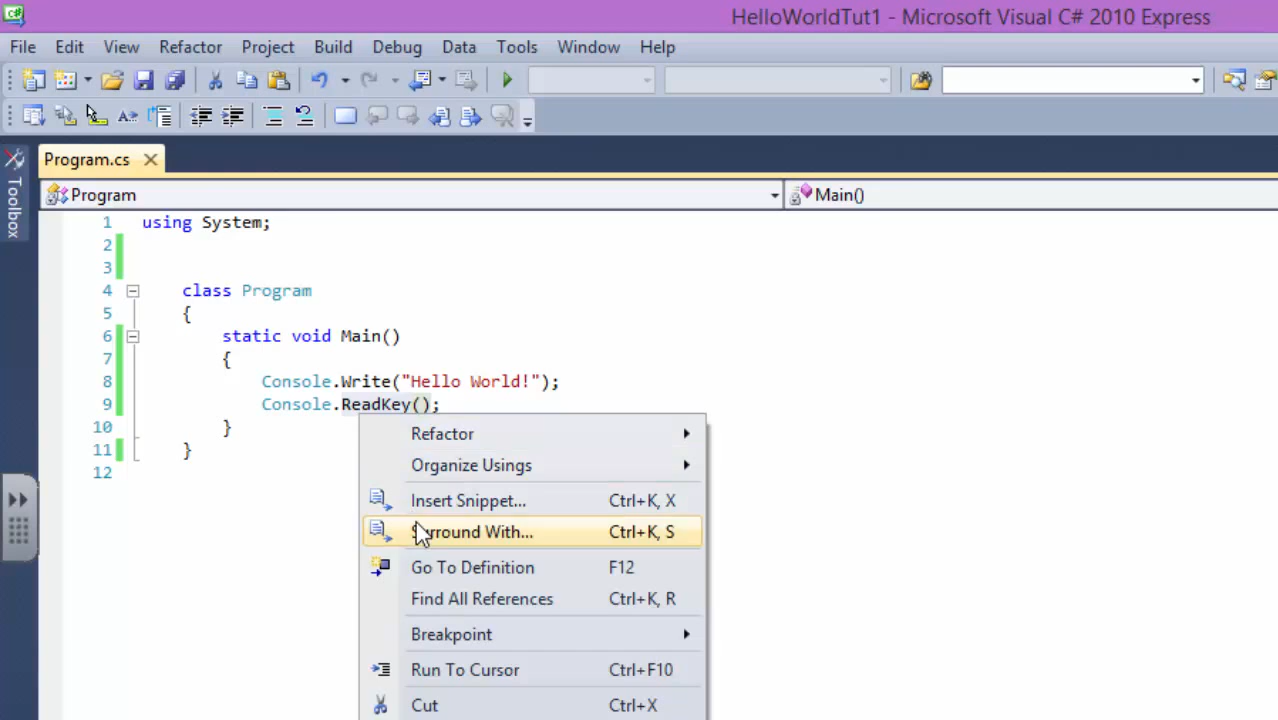 HelloWorldTut1 - Microsoft Visual C# 2010 Express
File Edit View Refactor Project Build Debug Data Tools Window Help
Program.cs
Toolbox
Program Main()
1 using System;
2
3
4 class Program
5 {
6 static void Main()
7 {
8 Console.Write("Hello World!");
9 Console.ReadKey();
10 }
11 }
12
Refactor
Organize Usings
Insert Snippet... Ctrl+K, X
Surround With... Ctrl+K, S
Go To Definition F12
Find All References Ctrl+K, R
Breakpoint
Run To Cursor Ctrl+F10
Cut Ctrl+X